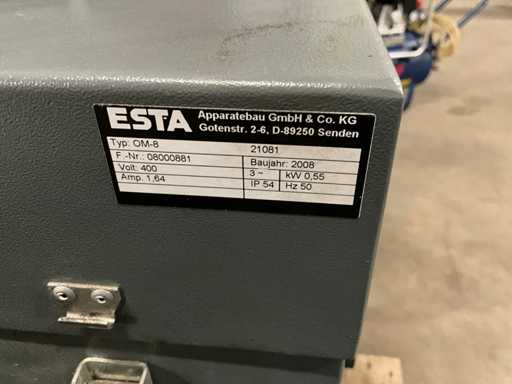 ESTA Apparatebau GmbH & Co. KG
Gotenstr. 2-6, D-89250 Senden
Typ: OM-8 21081
F.-Nr.: 08000881 Baujahr: 2008
Volt: 400 3 ~ kW 0,55
Amp. 1,64 IP 54 Hz 50